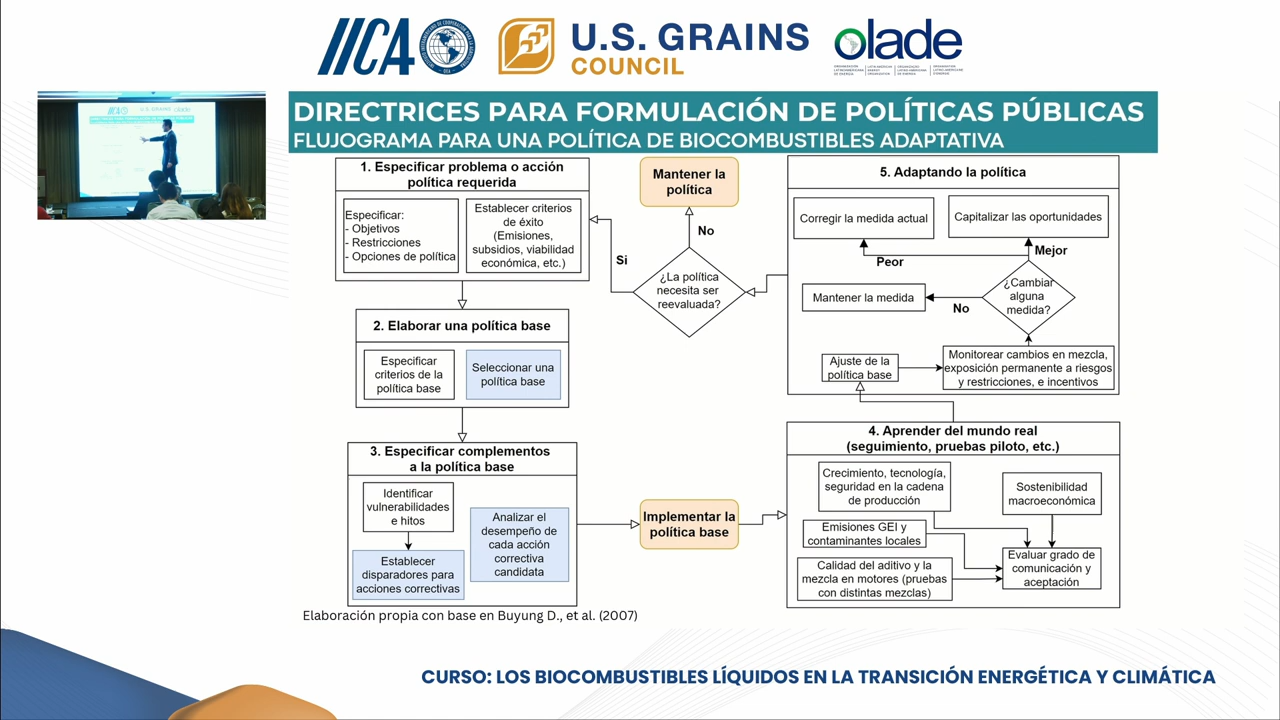 IICA
U.S. GRAINS
COUNCIL
olade
DIRECTRICES PARA FORMULACIÓN DE POLÍTICAS PÚBLICAS
FLUJOGRAMA PARA UNA POLÍTICA DE BIOCOMBUSTIBLES ADAPTATIVA
1. Especificar problema o acción
política requerida
Especificar:
- Objetivos
- Restricciones
- Opciones de política
Establecer criterios
de éxito
(Emisiones,
subsidios, viabilidad
económica, etc.)
2. Elaborar una política base
Especificar
criterios de la
política base
Seleccionar una
política base
3. Especificar complementos
a la política base
Identificar
vulnerabilidades
e hitos
Establecer
disparadores para
acciones correctivas
Analizar el
desempeño de
cada acción
correctiva
candidata
Implementar la
política base
Mantener la
política
No
Si
¿La política
necesita ser
reevaluada?
5. Adaptando la política
Corregir la medida actual
Capitalizar las oportunidades
Peor
Mejor
Mantener la medida
No
¿Cambiar
alguna
medida?
Ajuste de la
política base
Monitorear cambios en mezcla,
exposición permanente a riesgos
y restricciones, e incentivos
4. Aprender del mundo real
(seguimiento, pruebas piloto, etc.)
Crecimiento, tecnología,
seguridad en la cadena
de producción
Sostenibilidad
macroeconómica
Emisiones GEI y
contaminantes locales
Calidad del aditivo y la
mezcla en motores (pruebas
con distintas mezclas)
Evaluar grado de
comunicación y
aceptación
Elaboración propia con base en Buyung D., et al. (2007)
CURSO: LOS BIOCOMBUSTIBLES LÍQUIDOS EN LA TRANSICIÓN ENERGÉTICA Y CLIMÁTICA